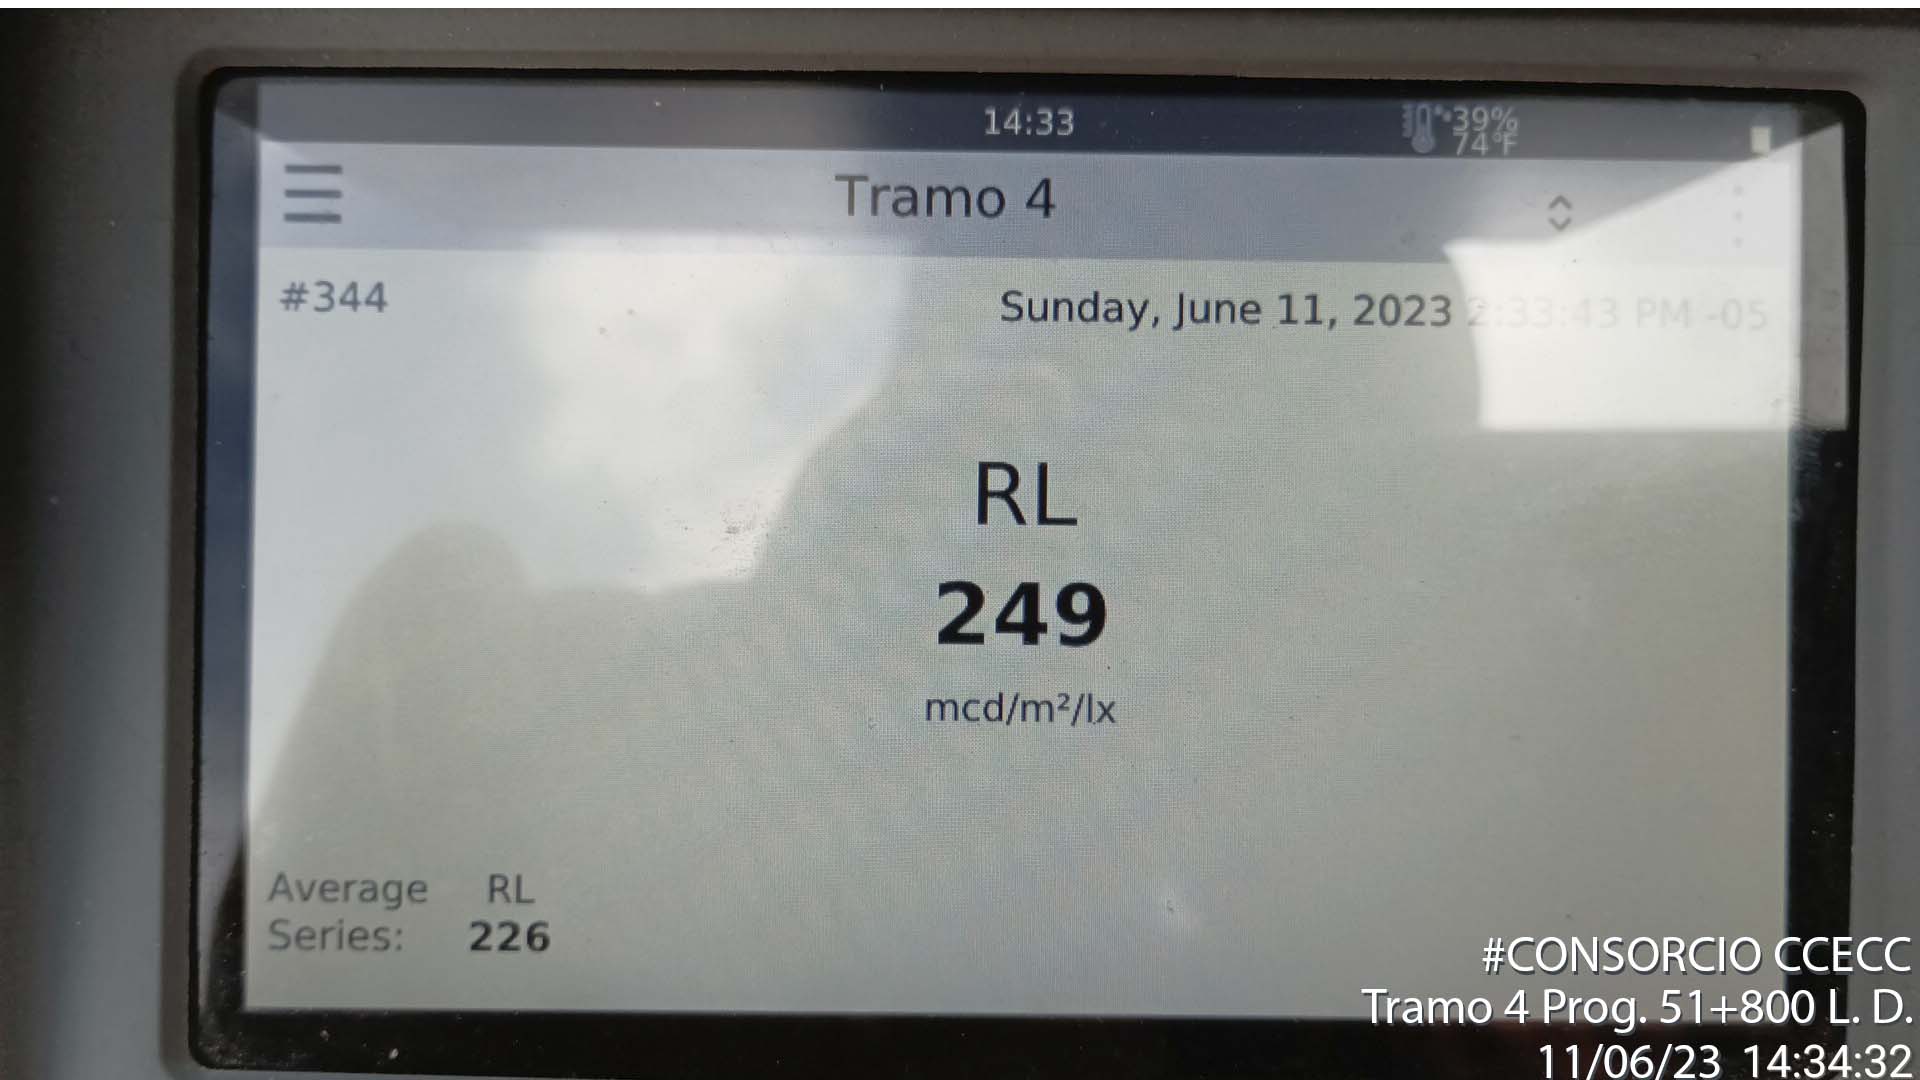 14:33
39%
74°F
Tramo 4
#344
Sunday, June 11, 2023 2:33:43 PM -05
RL
249
mcd/m²/lx
Average RL
Series: 226
#CONSORCIO CCECC
Tramo 4 Prog. 51+800 L. D.
11/06/23 14:34:32